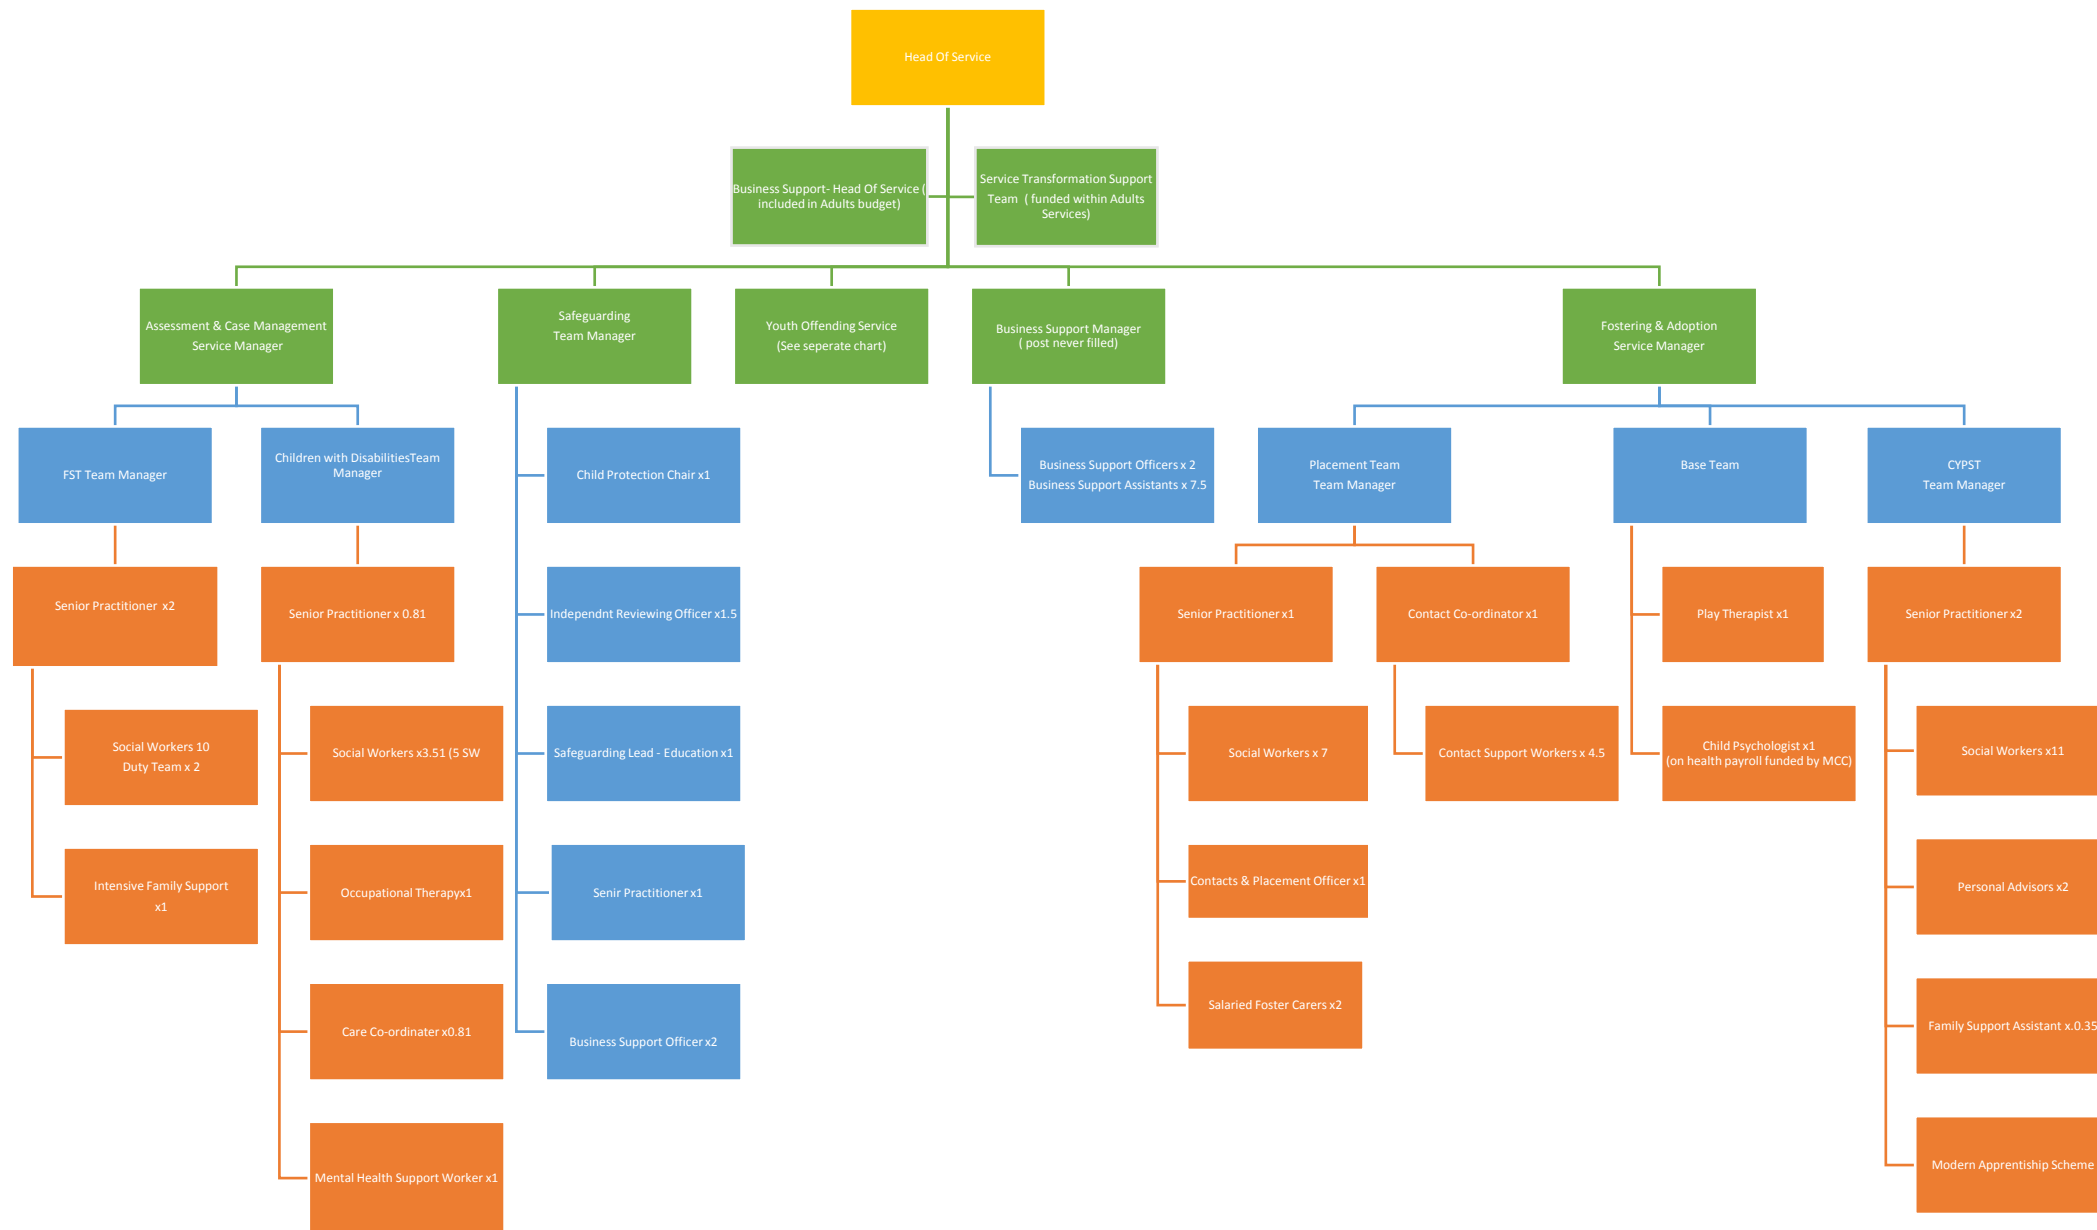 Head Of Service
Business Support- Head Of Service (
included in Adults budget)
Service Transformation Support
Team  ( funded within Adults
Services)
Assessment & Case Management
Service Manager
Safeguarding
Team Manager
Youth Offending Service
(See seperate chart)
Business Support Manager
( post never filled)
Fostering & Adoption
Service Manager
FST Team Manager
Children with DisabilitiesTeam
Manager
Child Protection Chair x1
Business Support Officers x 2
Business Support Assistants x 7.5
Placement Team
Team Manager
Base Team
CYPST
Team Manager
Senior Practitioner  x2
Senior Practitioner x 0.81
Independnt Reviewing Officer x1.5
Senior Practitioner x1
Contact Co-ordinator x1
Play Therapist x1
Senior Practitioner x2
Social Workers 10
Duty Team x 2
Social Workers x3.51 (5 SW
Safeguarding Lead - Education x1
Social Workers x 7
Contact Support Workers x 4.5
Child Psychologist x1
(on health payroll funded by MCC)
Social Workers x11
Intensive Family Support
x1
Occupational Therapyx1
Senir Practitioner x1
Contacts & Placement Officer x1
Personal Advisors x2
Care Co-ordinater x0.81
Business Support Officer x2
Salaried Foster Carers x2
Family Support Assistant x.0.35
Mental Health Support Worker x1
Modern Apprentiship Scheme